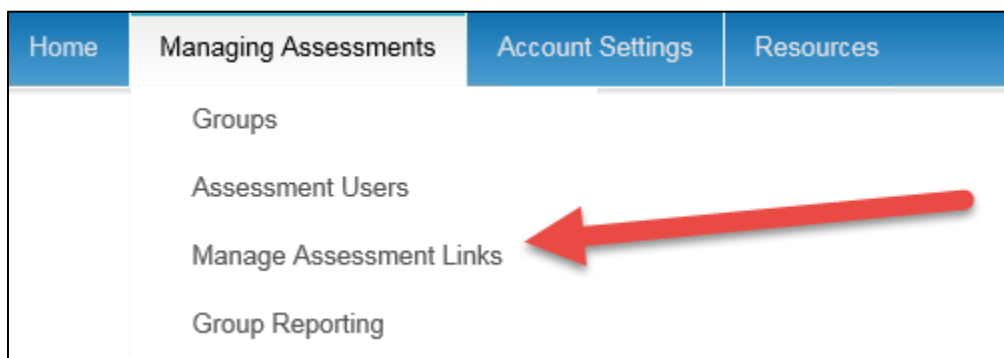 Home Managing Assessments Account Settings Resources
Groups
Assessment Users
Manage Assessment Links
Group Reporting